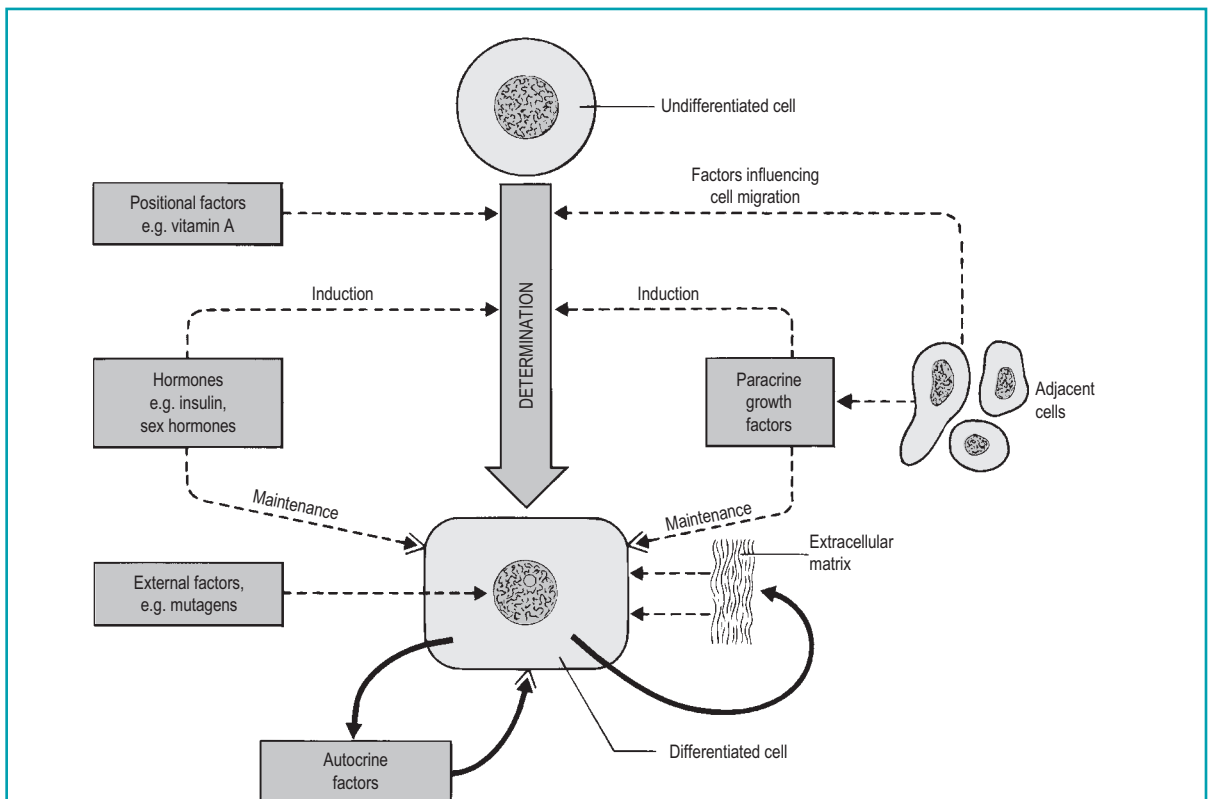 Undifferentiated cell
Factors influencing
cell migration
Positional factors
e.g. vitamin A
Induction
Induction
DETERMINATION
Hormones
e.g. insulin,
sex hormones
Paracrine
growth
factors
Adjacent
cells
Maintenance
Maintenance
Extracellular
matrix
External factors,
e.g. mutagens
Differentiated cell
Autocrine
factors